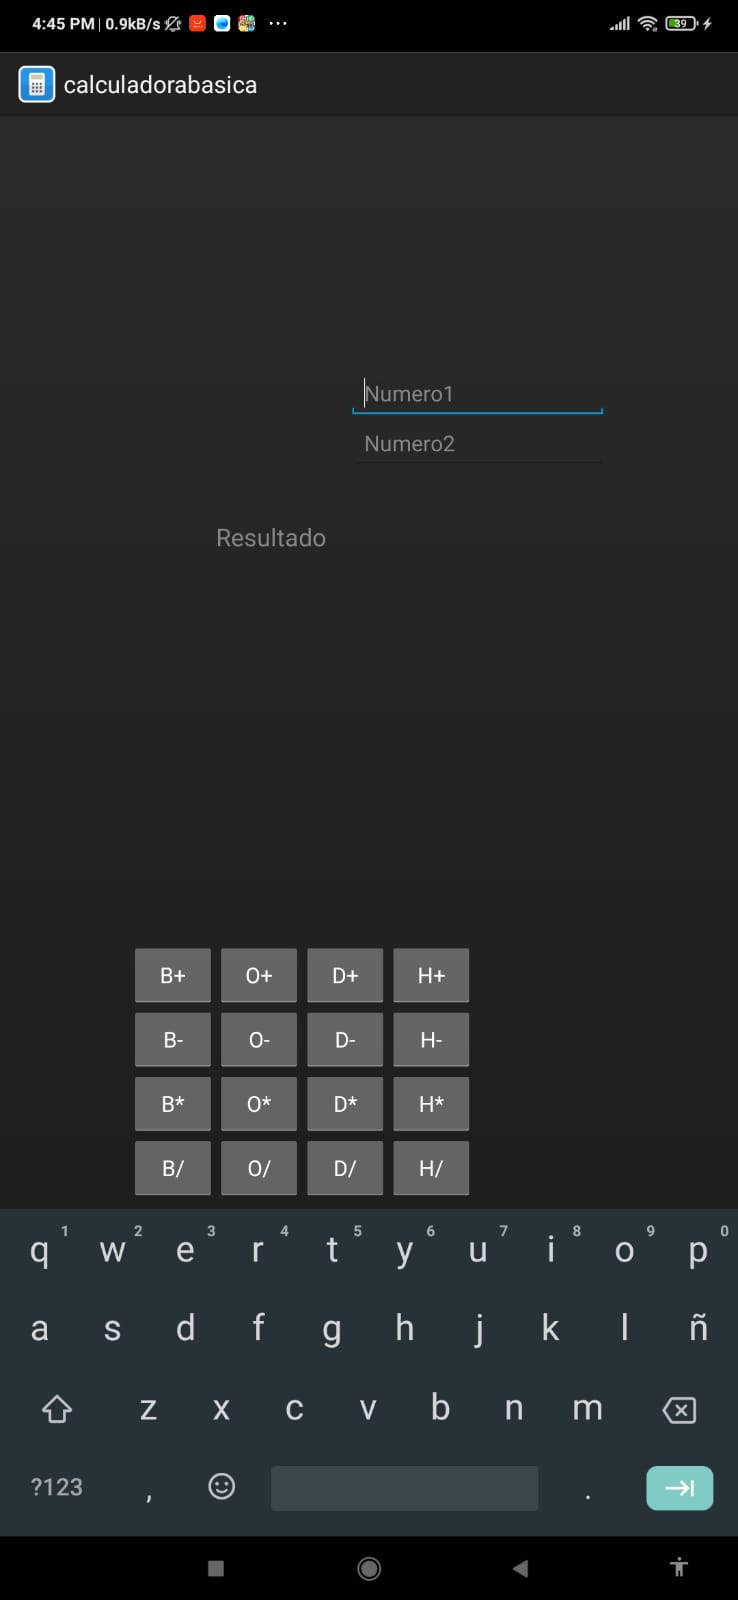 4:45 PM | 0.9kB/s
39
calculadorabasica
Numero1
Numero2
Resultado
B+ O+ D+ H+
B- O- D- H-
B* O* D* H*
B/ O/ D/ H/
1 2 3 4 5 6 7 8 9 0
q w e r t y u i o p
a s d f g h j k l ñ
z x c v b n m
?123 , .